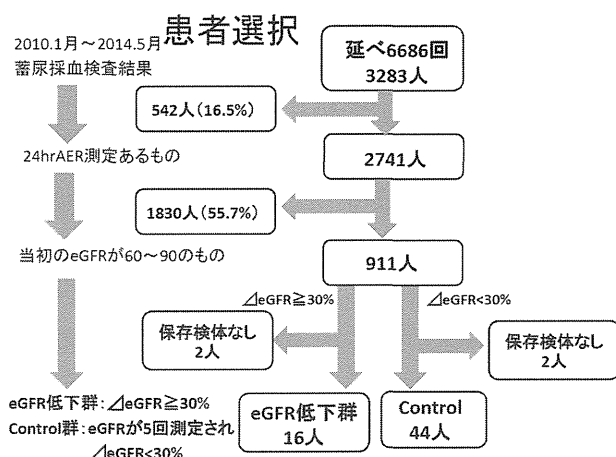 患者選択
2010.1月～2014.5月
蓄尿採血検査結果
延べ6686回
3283人
542人(16.5%)
24hrAER測定あるもの
2741人
1830人(55.7%)
当初のeGFRが60～90のもの
911人
⊿eGFR≧30%
⊿eGFR<30%
保存検体なし
2人
保存検体なし
2人
eGFR低下群:⊿eGFR≧30%
Control群:eGFRが5回測定され
⊿eGFR<30%
eGFR低下群
16人
Control
44人